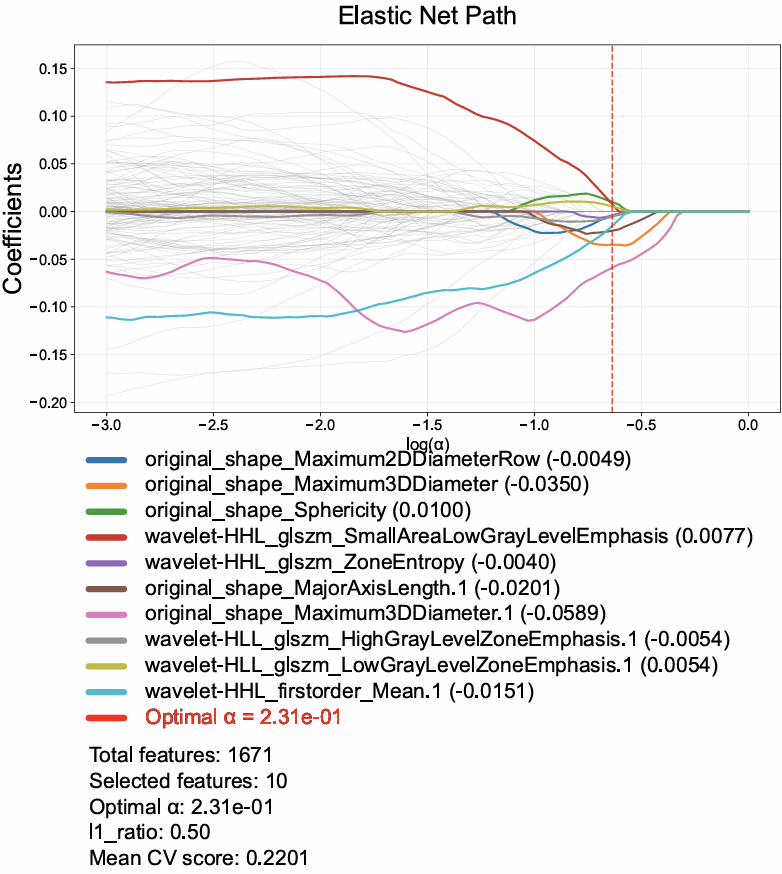 Elastic Net Path
Coefficients
0.15
0.10
0.05
0.00
−0.05
−0.10
−0.15
−0.20
−3.0 −2.5 −2.0 −1.5 −1.0 −0.5 0.0
log(α)
original_shape_Maximum2DDiameterRow (-0.0049)
original_shape_Maximum3DDiameter (-0.0350)
original_shape_Sphericity (0.0100)
wavelet-HHL_glszm_SmallAreaLowGrayLevelEmphasis (0.0077)
wavelet-HHL_glszm_ZoneEntropy (-0.0040)
original_shape_MajorAxisLength.1 (-0.0201)
original_shape_Maximum3DDiameter.1 (-0.0589)
wavelet-HLL_glszm_HighGrayLevelZoneEmphasis.1 (-0.0054)
wavelet-HLL_glszm_LowGrayLevelZoneEmphasis.1 (0.0054)
wavelet-HHL_firstorder_Mean.1 (-0.0151)
Optimal α = 2.31e-01
Total features: 1671
Selected features: 10
Optimal α: 2.31e-01
l1_ratio: 0.50
Mean CV score: 0.2201